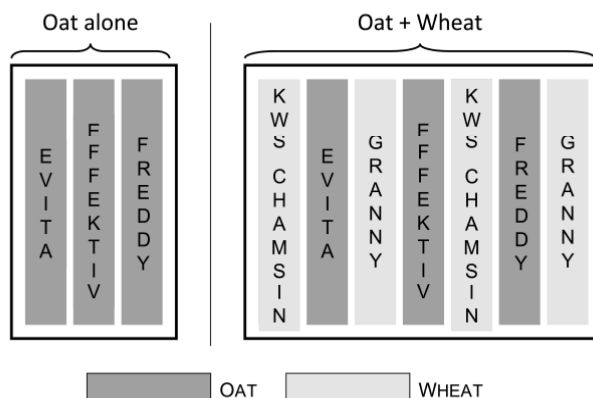 Oat alone
Oat + Wheat
EVITA
FFFEKTIV
FREDDY
KWS CHAMSIN
EVITA
GRANNY
FFFEKTIV
KWS CHAMSIN
FREDDY
GRANNY
OAT
WHEAT